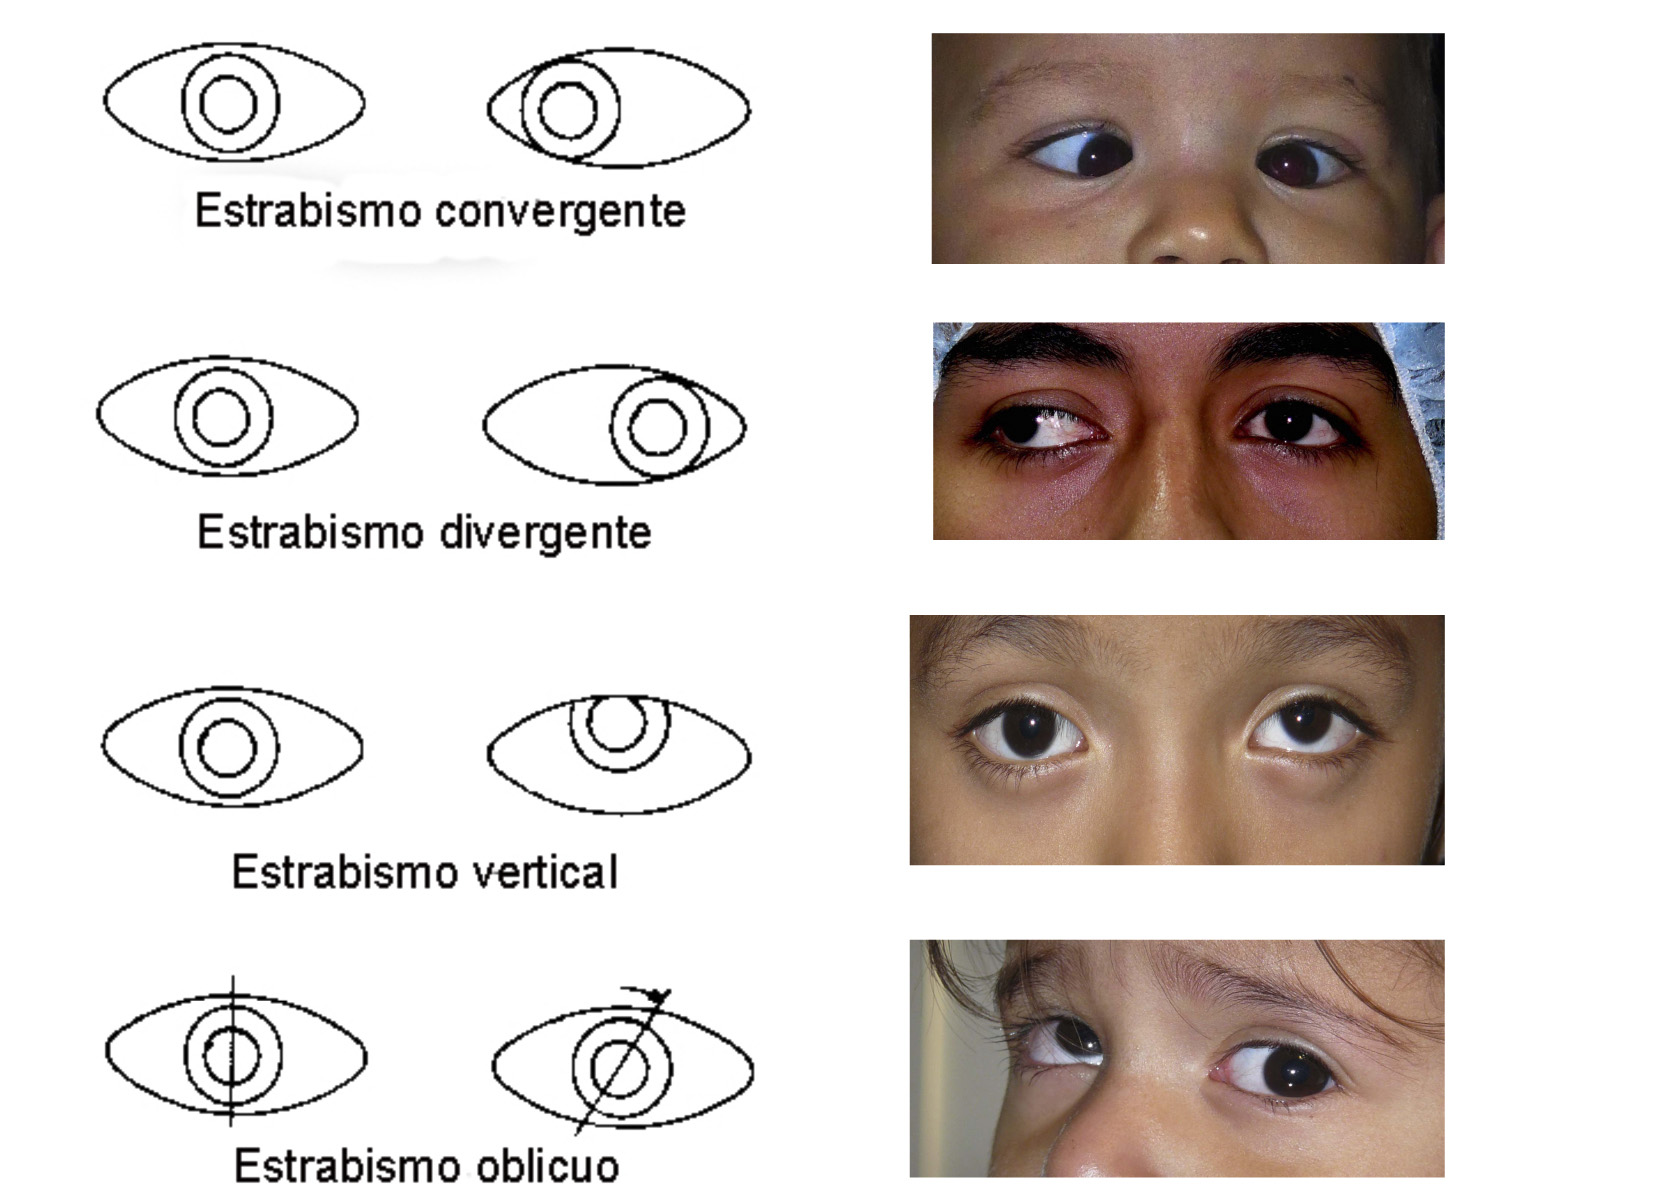 Estrabismo convergente
Estrabismo divergente
Estrabismo vertical
Estrabismo oblicuo